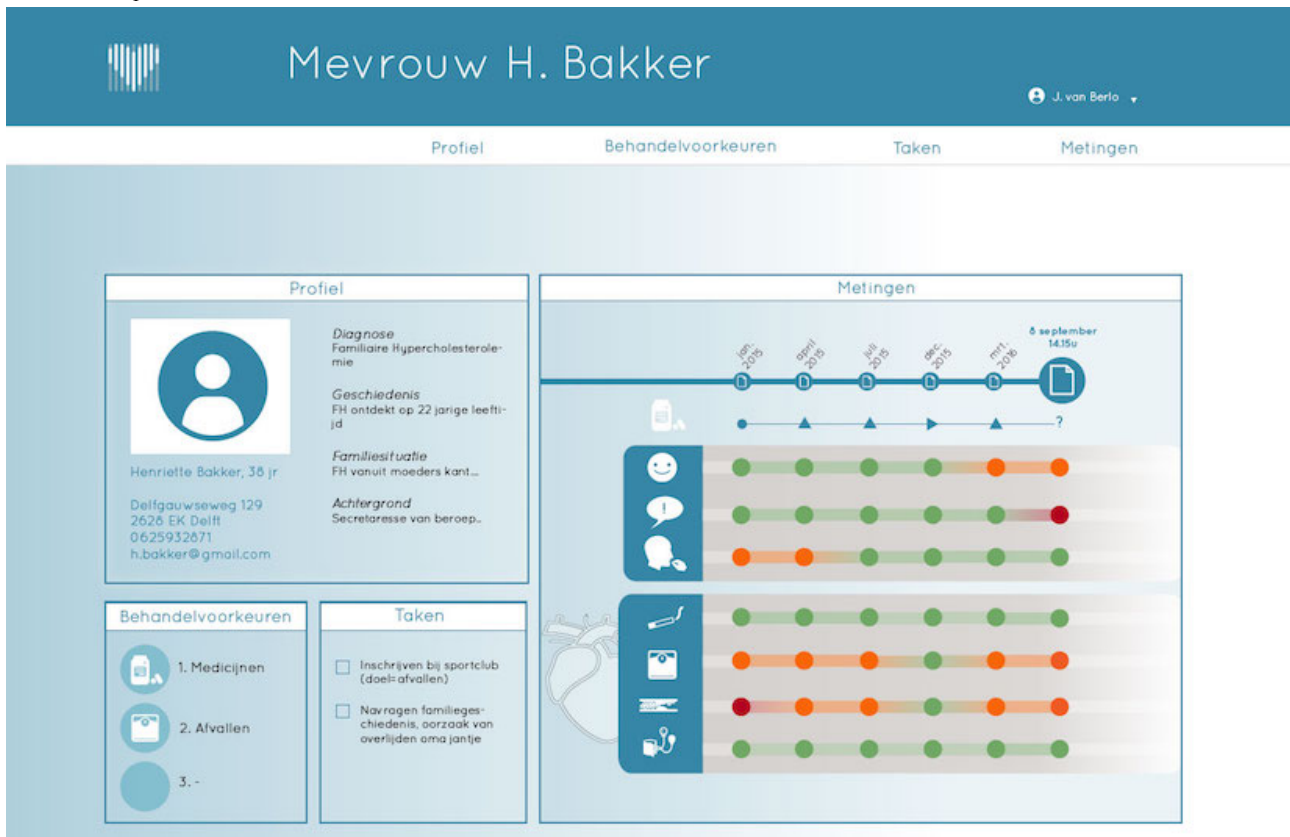 Mevrouw H. Bakker
J. van Berlo
Profiel
Behandelvoorkeuren
Taken
Metingen
Profiel
Diagnose
Familiaire Hypercholesterole-
mie
Geschiedenis
FH ontdekt op 22 jarige leefti-
jd
Familiesituatie
FH vanuit moeders kant...
Achtergrond
Secretaresse van beroep..
Henriette Bakker, 38 jr
Delfgauwseweg 129
2628 EK Delft
0625932871
h.bakker@gmail.com
Behandelvoorkeuren
1. Medicijnen
2. Afvallen
3. -
Taken
Inschrijven bij sportclub
(doel= afvallen)
Navragen familieges-
chiedenis, oorzaak van
overlijden oma jantje
Metingen
jan.
2015
april
2015
juli
2015
dec.
2015
mrt.
2016
8 september
14.15u
?
!